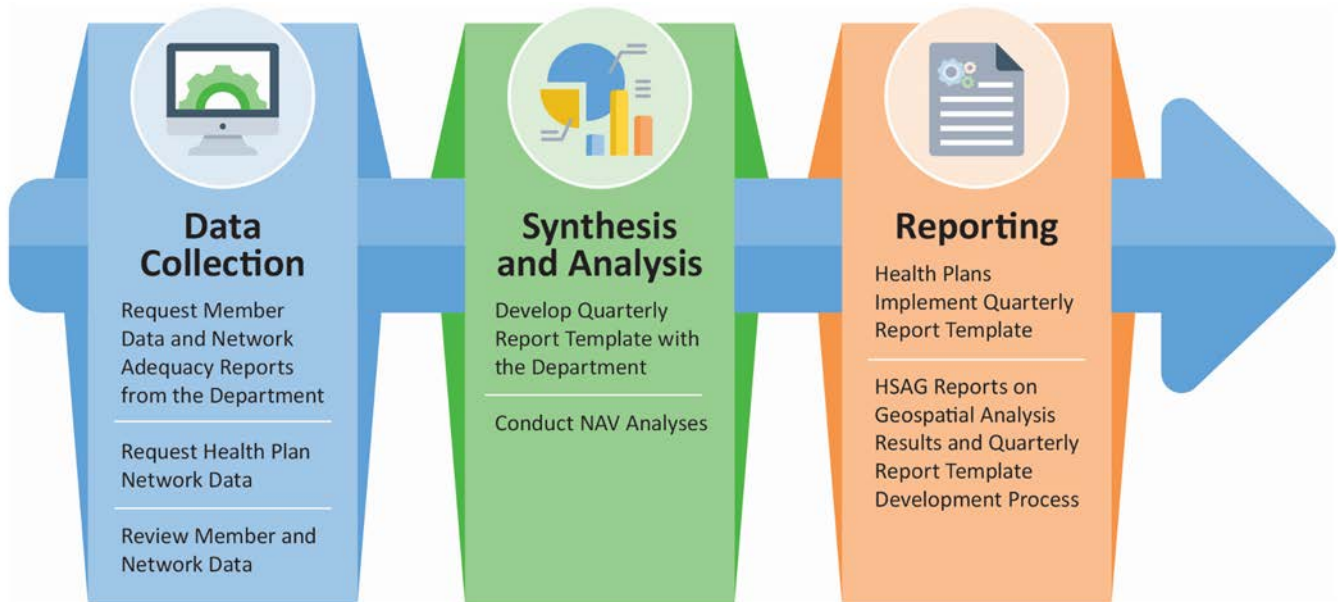 Data
Collection
Request Member
Data and Network
Adequacy Reports
from the Department
Request Health Plan
Network Data
Review Member and
Network Data
Synthesis
and Analysis
Develop Quarterly
Report Template with
the Department
Conduct NAV Analyses
Reporting
Health Plans
Implement Quarterly
Report Template
HSAG Reports on
Geospatial Analysis
Results and Quarterly
Report Template
Development Process